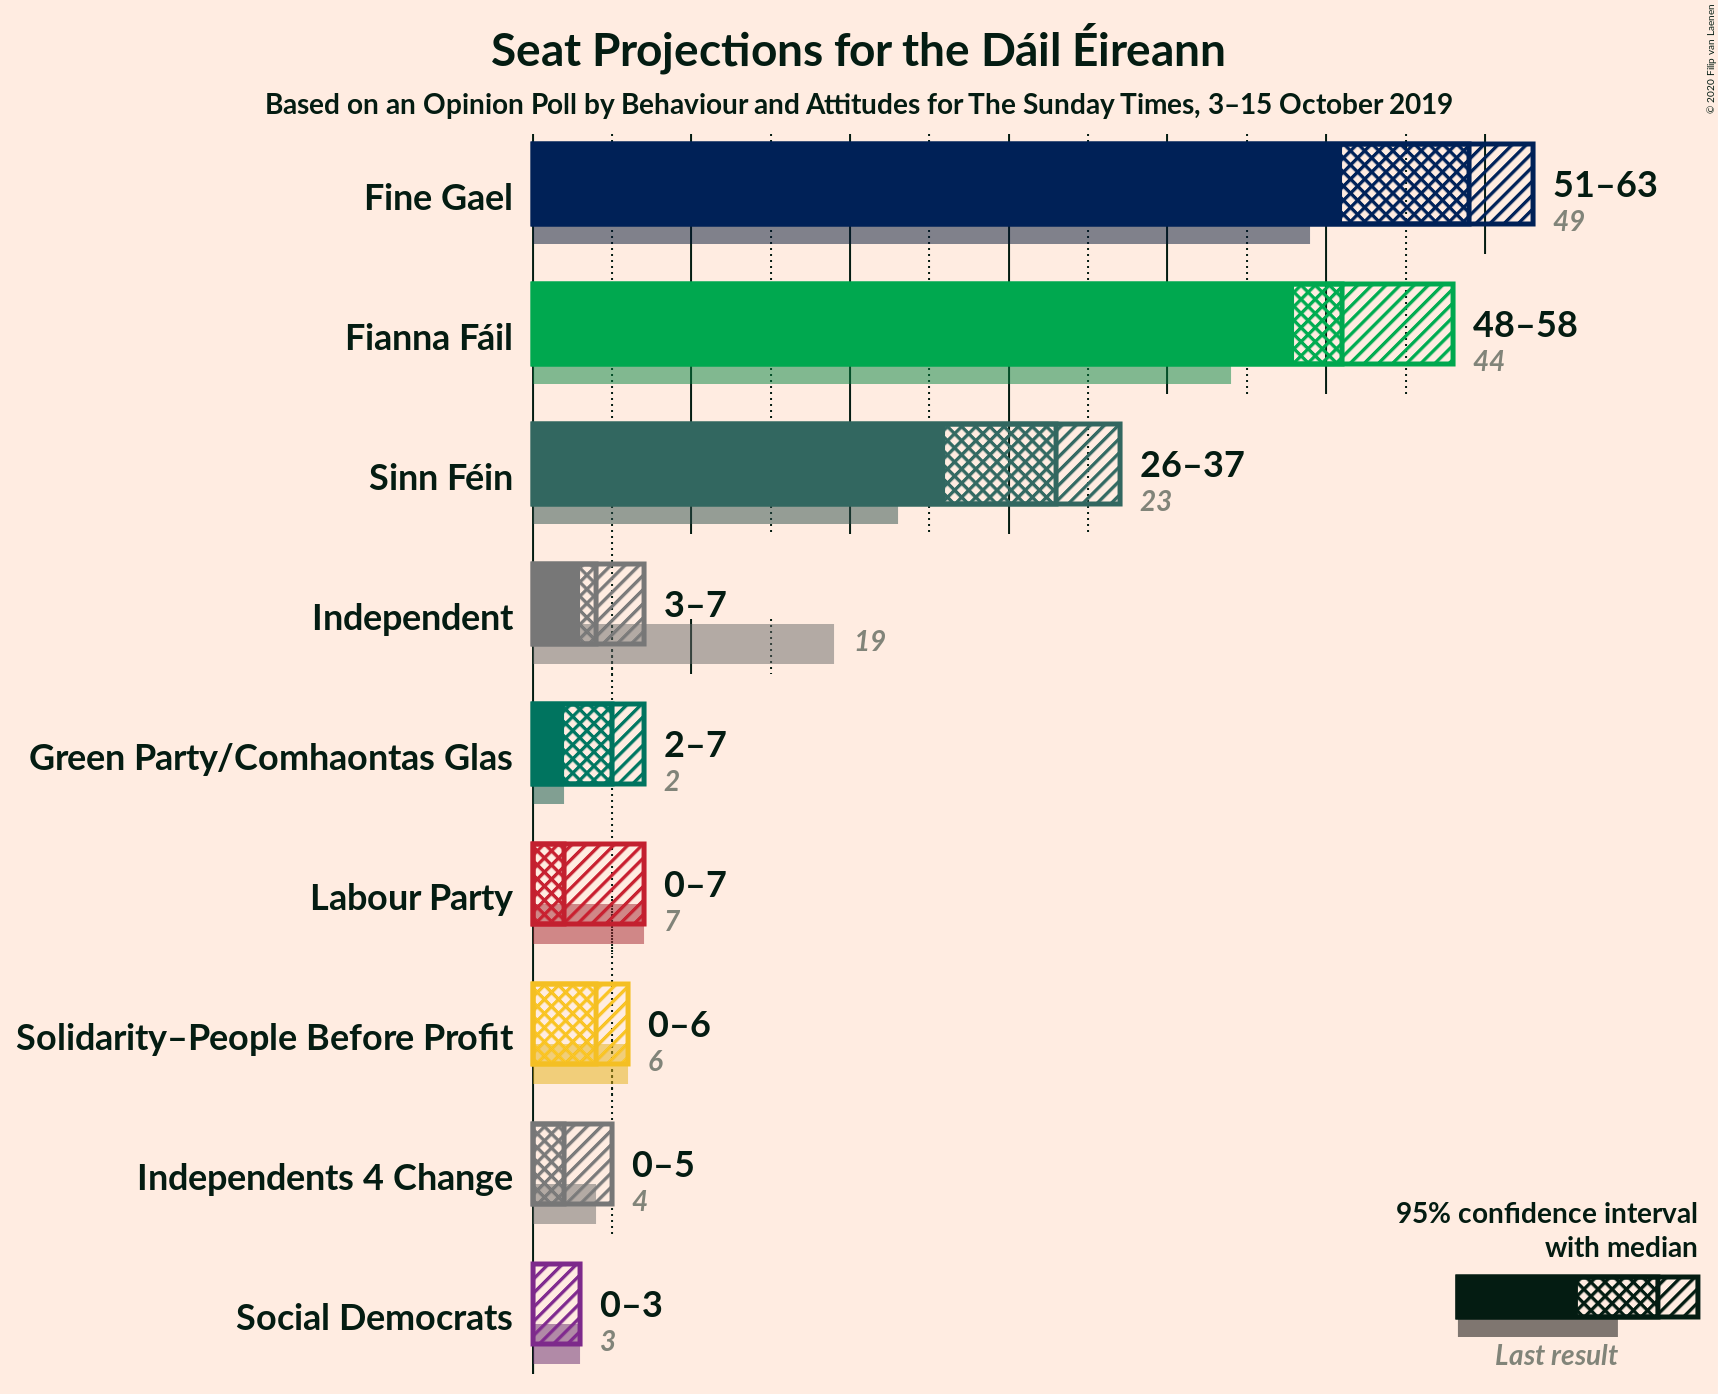 Seat Projections for the Dáil Éireann
Based on an Opinion Poll by Behaviour and Attitudes for The Sunday Times, 3–15 October 2019
© 2020 Filip van Laenen
Fine Gael
51–63
49
Fianna Fáil
48–58
44
Sinn Féin
26–37
23
Independent
3–7
19
Green Party/Comhaontas Glas
2–7
2
Labour Party
0–7
7
Solidarity–People Before Profit
0–6
6
Independents 4 Change
0–5
4
Social Democrats
0–3
3
95% confidence interval
with median
Last result